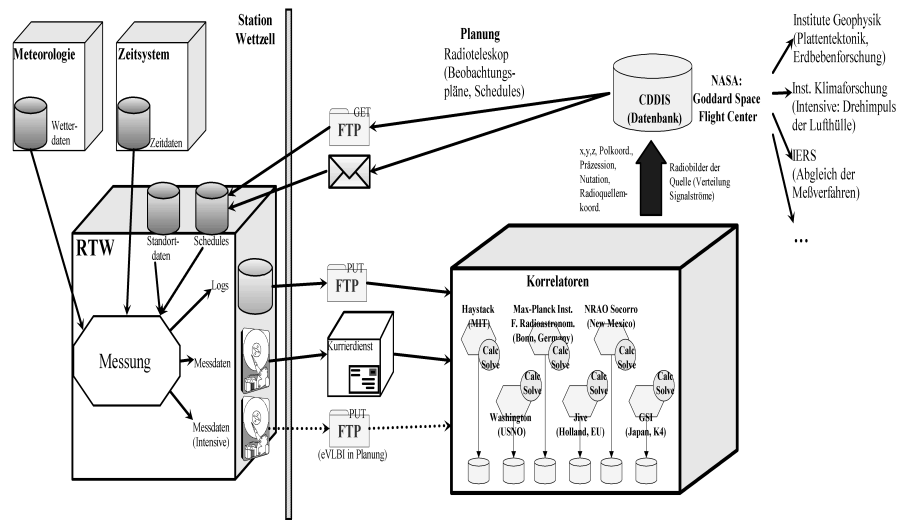 Station
Wettzell
Meteorologie
Zeitsystem
Wetter-
daten
Zeitdaten
Planung
Radioteleskop
(Beobachtungs-
pläne, Schedules)
GET
FTP
CDDIS
(Datenbank)
NASA:
Goddard Space
Flight Center
Institute Geophysik
(Plattentektonik,
Erdbebenforschung)
Inst. Klimaforschung
(Intensive: Drehimpuls
der Lufthülle)
IERS
(Abgleich der
Meßverfahren)
...
x,y,z, Polkoord.,
Präzession,
Nutation,
Radioquellem-
koord.
Radiobilder der
Quelle (Verteilung
Signalströme)
RTW
Standort-
daten
Schedules
Logs
Messung
Messdaten
Messdaten
(Intensive)
PUT
FTP
Kurrierdienst
PUT
FTP
(eVLBI in Planung)
Korrelatoren
Haystack
(MIT)
Max-Planck Inst.
F. Radioastronom.
(Bonn, Germany)
NRAO Socorro
(New Mexico)
Calc
Solve
Calc
Solve
Calc
Solve
Calc
Solve
Calc
Solve
Calc
Solve
Washington
(USNO)
Jive
(Holland, EU)
GSI
(Japan, K4)